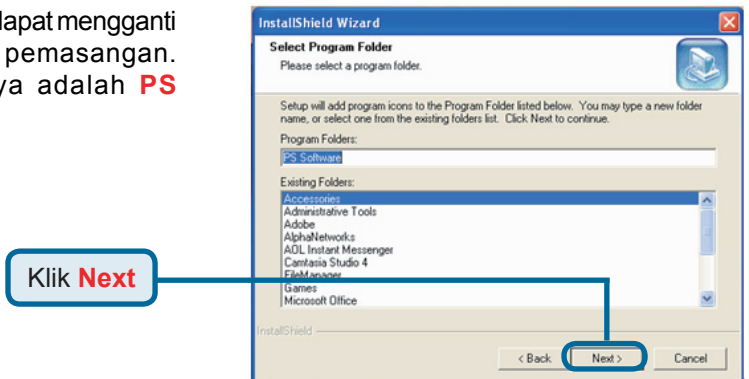 dapat mengganti
pemasangan.
ya adalah PS
Klik Next
InstallShield Wizard
Select Program Folder
Please select a program folder.
Setup will add program icons to the Program Folder listed below. You may type a new folder
name, or select one from the existing folders list. Click Next to continue.
Program Folders:
PS Software
Existing Folders:
Accessories
Administrative Tools
Adobe
AlphaNetworks
AOL Instant Messenger
Camtasia Studio 4
FileManager
Games
Microsoft Office
InstallShield
< Back
Next >
Cancel